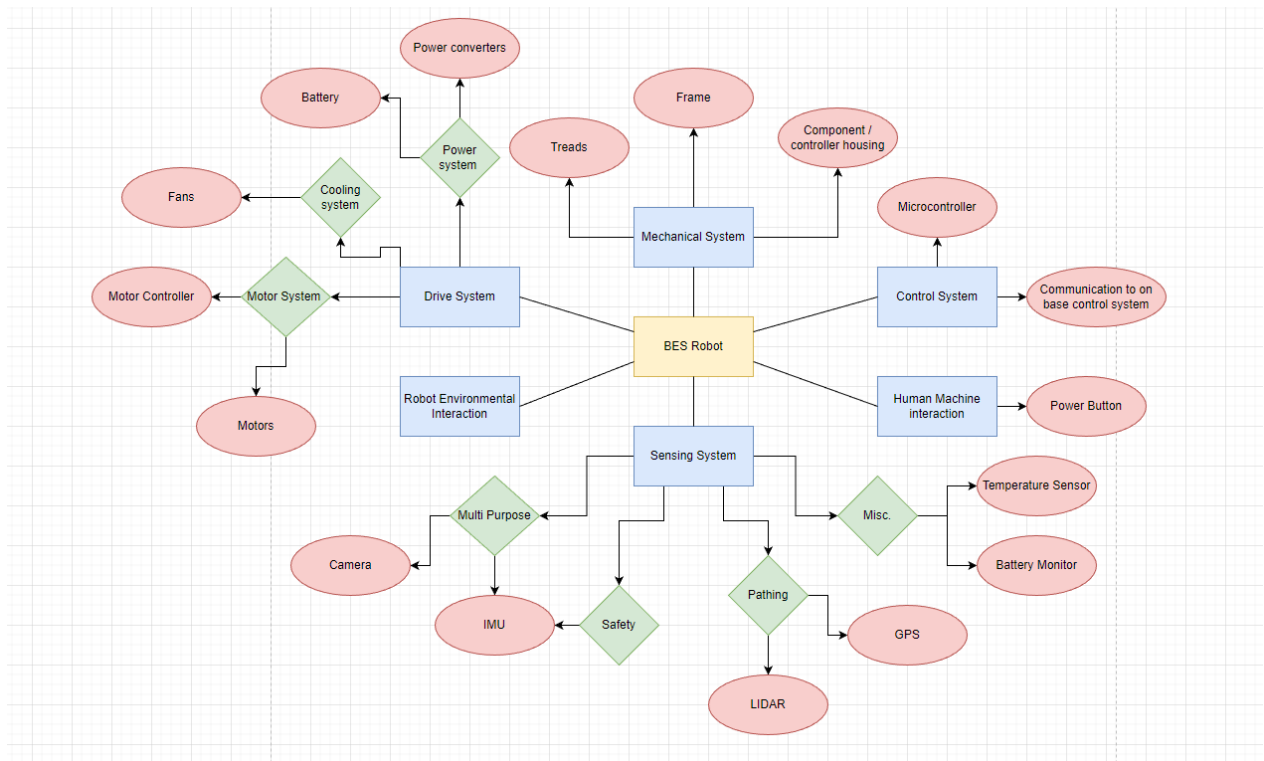 Power converters
Battery
Frame
Component /
controller housing
Treads
Power
system
Cooling
system
Fans
Microcontroller
Mechanical System
Motor Controller
Motor System
Drive System
Control System
Communication to on
base control system
BES Robot
Robot Environmental
Interaction
Human Machine
interaction
Power Button
Motors
Sensing System
Temperature Sensor
Multi Purpose
Misc.
Camera
Battery Monitor
Pathing
IMU
Safety
GPS
LIDAR